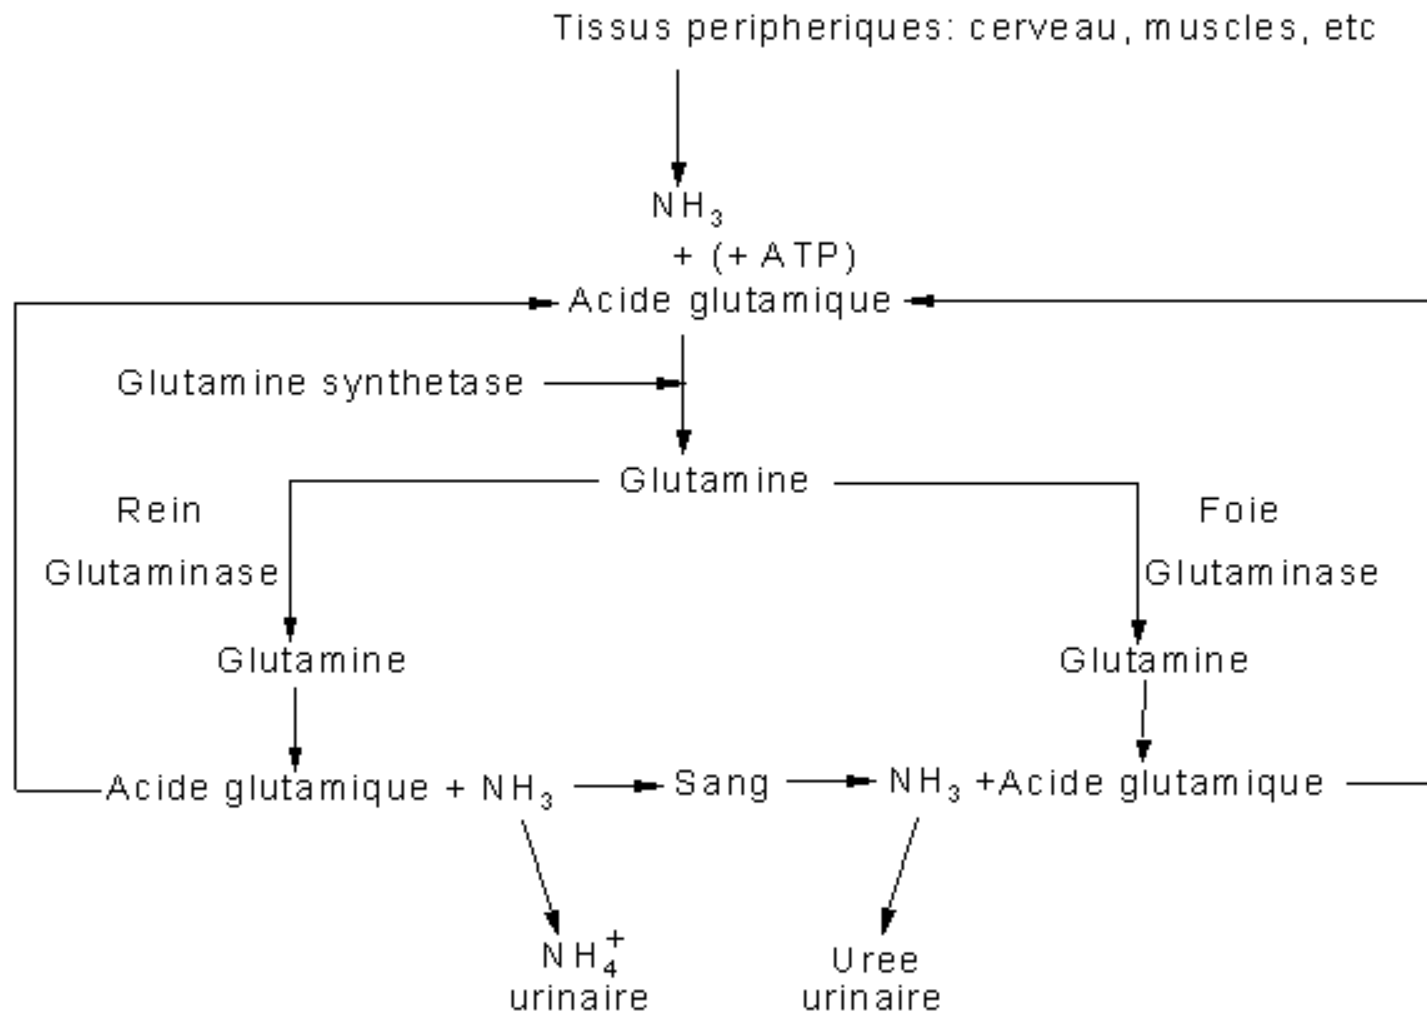 Tissus peripheriques: cerveau, muscles, etc
NH3
+ (+ ATP)
Acide glutamique
Glutamine synthetase
Glutamine
Rein
Foie
Glutaminase
Glutaminase
Glutamine
Glutamine
Acide glutamique + NH3
Sang
NH3 +Acide glutamique
NH4+
urinaire
Uree
urinaire